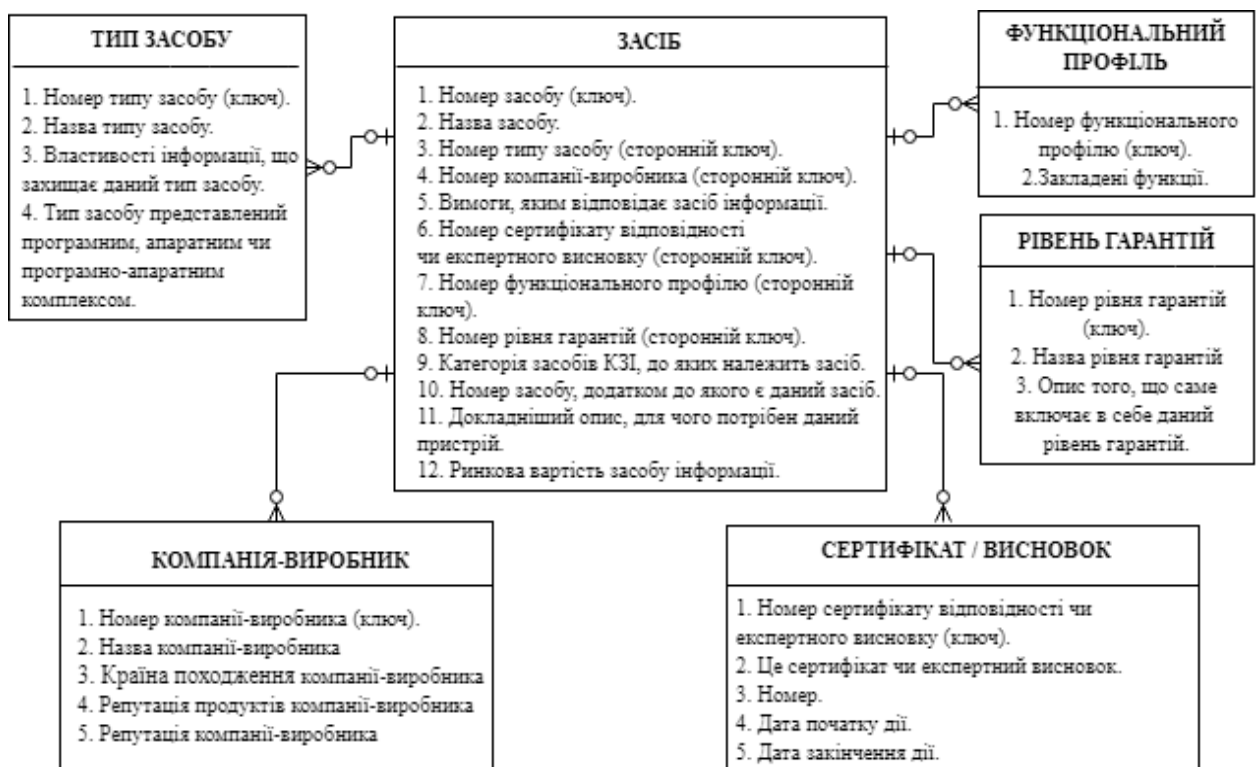 ТИП ЗАСОБУ
1. Номер типу засобу (ключ).
2. Назва типу засобу.
3. Властивості інформації, що
захищає даний тип засобу.
4. Тип засобу представлений
програмним, апаратним чи
програмно-апаратним
комплексом.
ЗАСІБ
1. Номер засобу (ключ).
2. Назва засобу.
3. Номер типу засобу (сторонній ключ).
4. Номер компанії-виробника (сторонній ключ).
5. Вимоги, яким відповідає засіб інформації.
6. Номер сертифікату відповідності
чи експертного висновку (сторонній ключ).
7. Номер функціонального профілю (сторонній
ключ).
8. Номер рівня гарантій (сторонній ключ).
9. Категорія засобів КЗІ, до яких належить засіб.
10. Номер засобу, додатком до якого є даний засіб.
11. Докладніший опис, для чого потрібен даний
пристрій.
12. Ринкова вартість засобу інформації.
ФУНКЦІОНАЛЬНИЙ
ПРОФІЛЬ
1. Номер функціонального
профілю (ключ).
2.Закладені функції.
РІВЕНЬ ГАРАНТІЙ
1. Номер рівня гарантій
(ключ).
2. Назва рівня гарантій
3. Опис того, що саме
включає в себе даний
рівень гарантій.
КОМПАНІЯ-ВИРОБНИК
1. Номер компанії-виробника (ключ).
2. Назва компанії-виробника
3. Країна походження компанії-виробника
4. Репутація продуктів компанії-виробника
5. Репутація компанії-виробника
СЕРТИФІКАТ / ВИСНОВОК
1. Номер сертифікату відповідності чи
експертного висновку (ключ).
2. Це сертифікат чи експертний висновок.
3. Номер.
4. Дата початку дії.
5. Дата закінчення дії.